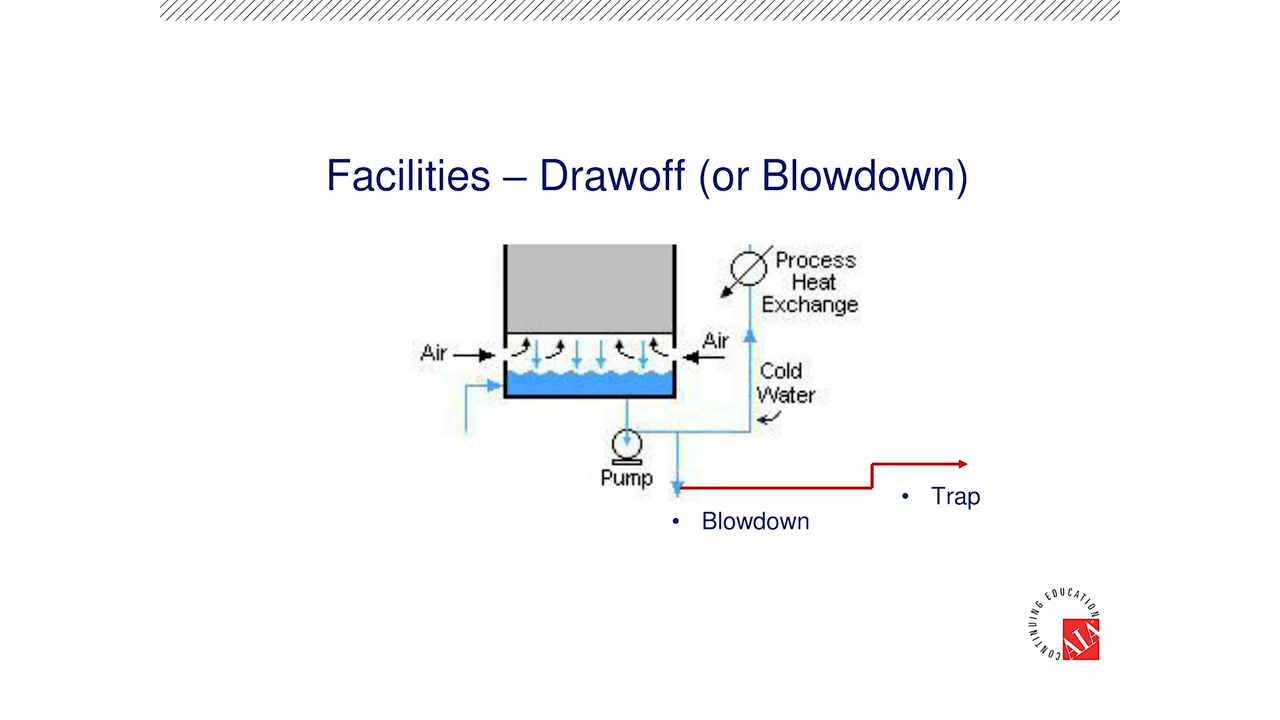 Facilities – Drawoff (or Blowdown)
Process
Heat
Exchange
Air
Air
Cold
Water
Pump
• Trap
• Blowdown
CONTINUING EDUCATION
AIA